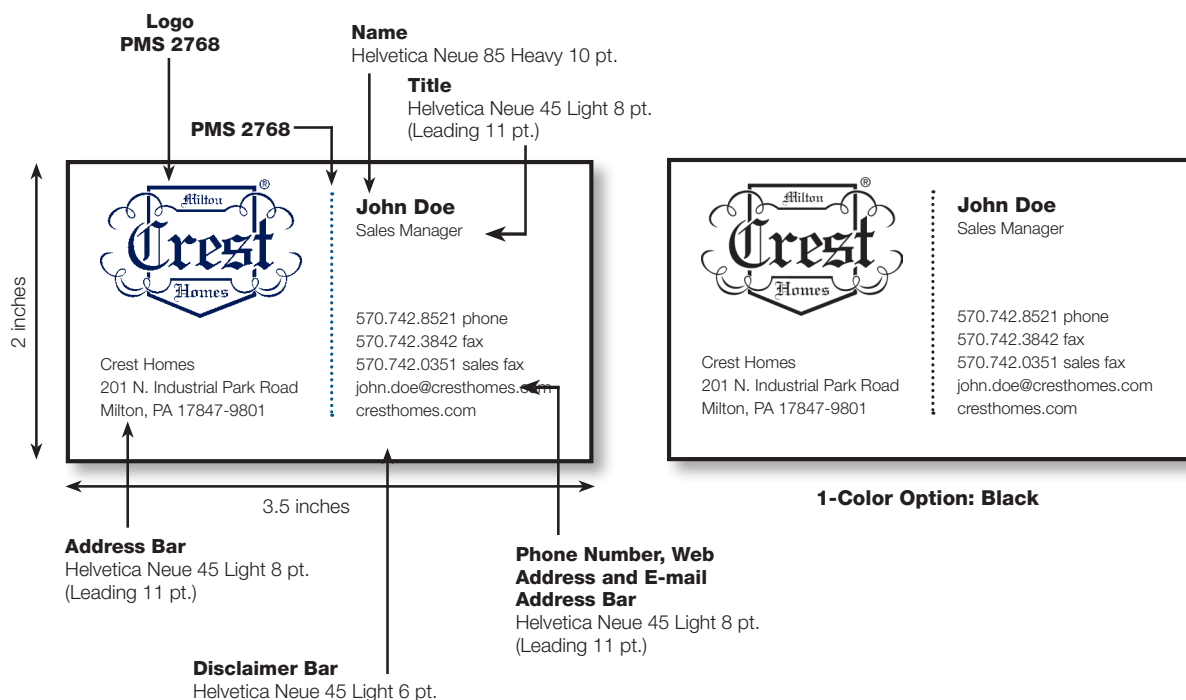 Logo
PMS 2768
Name
Helvetica Neue 85 Heavy 10 pt.
Title
Helvetica Neue 45 Light 8 pt.
(Leading 11 pt.)
PMS 2768
2 inches
Milton
Crest
Homes
®
John Doe
Sales Manager
570.742.8521 phone
570.742.3842 fax
570.742.0351 sales fax
john.doe@cresthomes.com
cresthomes.com
Crest Homes
201 N. Industrial Park Road
Milton, PA 17847-9801
3.5 inches
Milton
Crest
Homes
®
John Doe
Sales Manager
570.742.8521 phone
570.742.3842 fax
570.742.0351 sales fax
john.doe@cresthomes.com
cresthomes.com
Crest Homes
201 N. Industrial Park Road
Milton, PA 17847-9801
1-Color Option: Black
Address Bar
Helvetica Neue 45 Light 8 pt.
(Leading 11 pt.)
Phone Number, Web
Address and E-mail
Address Bar
Helvetica Neue 45 Light 8 pt.
(Leading 11 pt.)
Disclaimer Bar
Helvetica Neue 45 Light 6 pt.